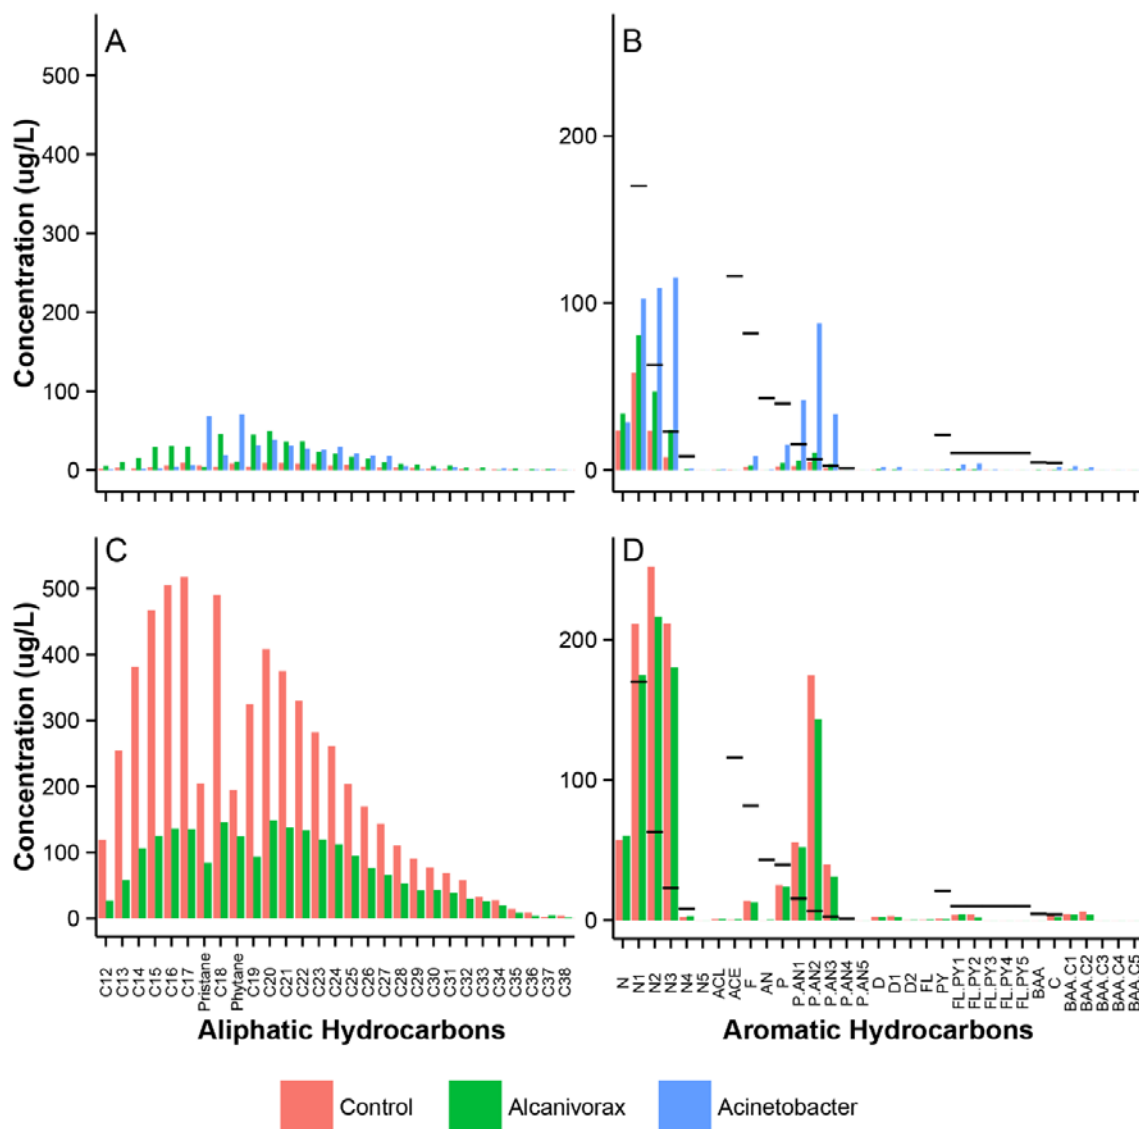 A
B
500
400
300
200
100
0
Concentration (ug/L)
200
100
0
C
D
500
400
300
200
100
0
Concentration (ug/L)
200
100
0
C12
C13
C14
C15
C16
C17
Pristane
C18
Phytane
C19
C20
C21
C22
C23
C24
C25
C26
C27
C28
C29
C30
C31
C32
C33
C34
C35
C36
C37
C38
N
N1
N2
N3
N4
N5
ACL
ACE
F
AN
P
P.AN1
P.AN2
P.AN3
P.AN4
P.AN5
D
D1
D2
FL
PY
FL.PY1
FL.PY2
FL.PY3
FL.PY4
FL.PY5
BAA
C
BAA.C1
BAA.C2
BAA.C3
BAA.C4
BAA.C5
Aliphatic Hydrocarbons
Aromatic Hydrocarbons
Control
Alcanivorax
Acinetobacter